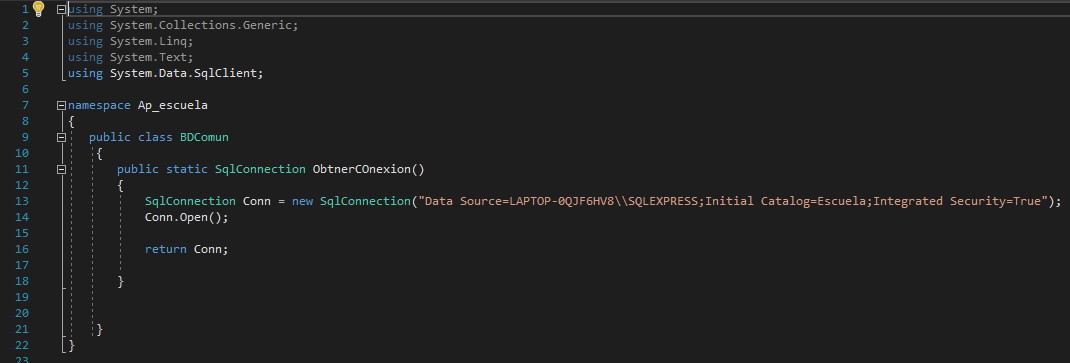 1 using System;
2 using System.Collections.Generic;
3 using System.Linq;
4 using System.Text;
5 using System.Data.SqlClient;
6
7 namespace Ap_escuela
8 {
9 public class BDComun
10 {
11 public static SqlConnection ObtnerCOnexion()
12 {
13 SqlConnection Conn = new SqlConnection("Data Source=LAPTOP-0QJF6HV8\\SQLEXPRESS;Initial Catalog=Escuela;Integrated Security=True");
14 Conn.Open();
15
16 return Conn;
17
18 }
19
20
21 }
22 }
23